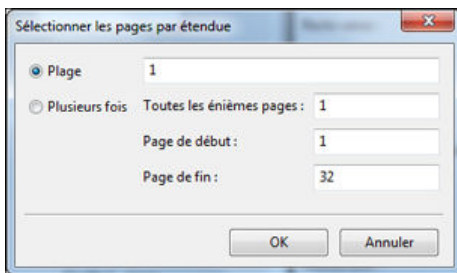 Sélectionner les pages par étendue
Plage 1
Plusieurs fois Toutes les énièmes pages : 1
Page de début : 1
Page de fin : 32
OK Annuler